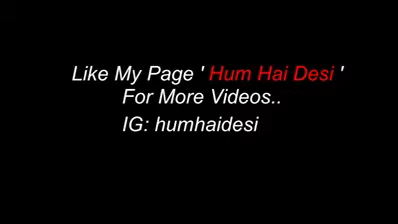 Like My Page ' Hum Hai Desi '
For More Videos..
IG: humhaidesi